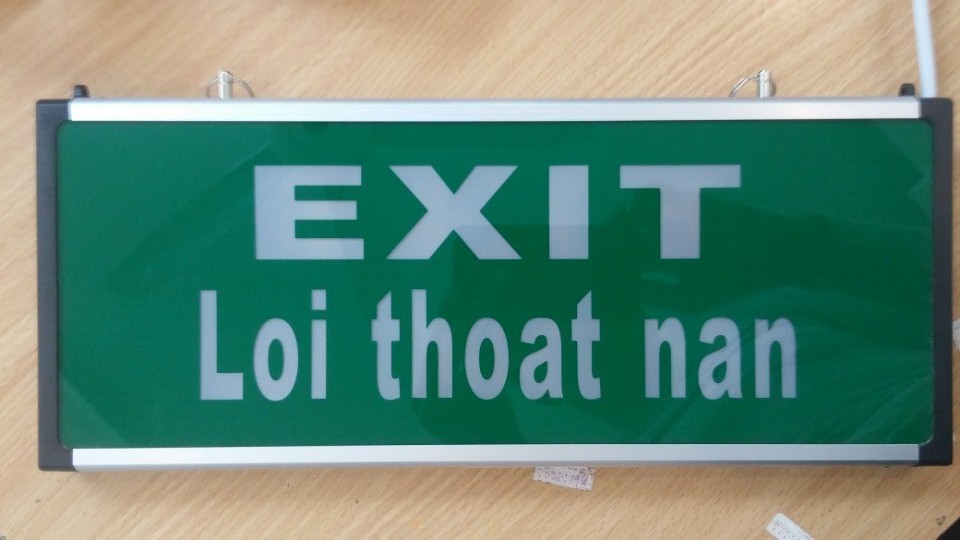 EXIT
Loi thoat nan